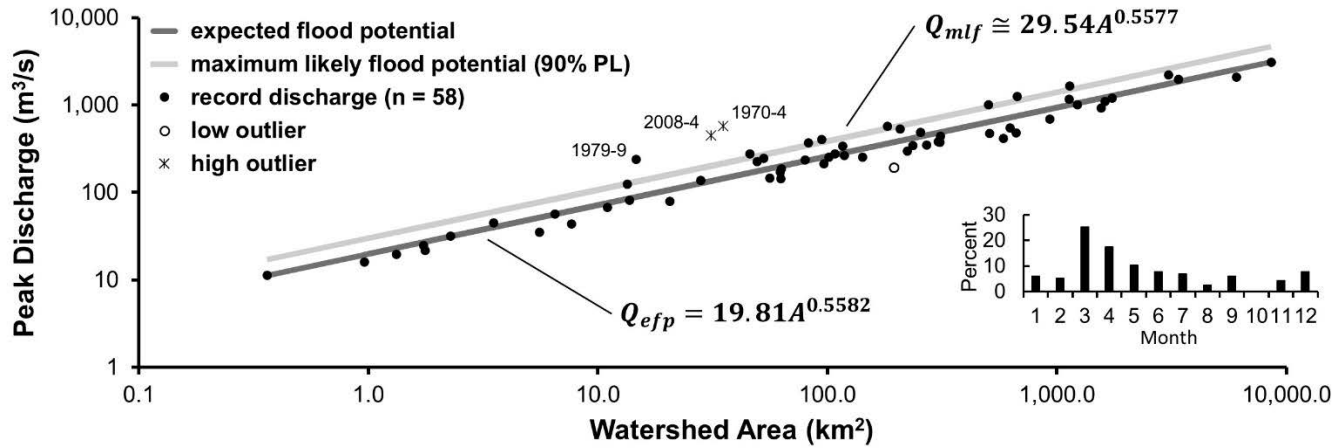 10,000
1,000
100
10
1
Peak Discharge (m³/s)
expected flood potential
maximum likely flood potential (90% PL)
record discharge (n = 58)
low outlier
high outlier
1979-9
2008-4
1970-4
Qmlf ≅ 29.54A^0.5577
Qefp = 19.81A^0.5582
30
20
10
0
Percent
1 2 3 4 5 6 7 8 9 10 11 12
Month
0.1 1.0 10.0 100.0 1,000.0 10,000.0
Watershed Area (km²)